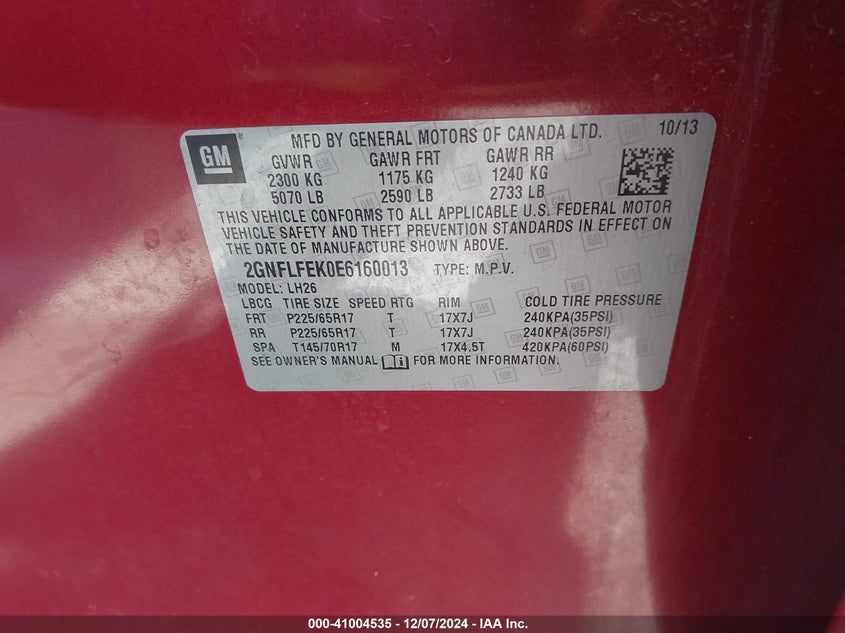 GM® MFD BY GENERAL MOTORS OF CANADA LTD. 10/13
GVWR GAWR FRT GAWR RR
2300 KG 1175 KG 1240 KG
5070 LB 2590 LB 2733 LB
THIS VEHICLE CONFORMS TO ALL APPLICABLE U.S. FEDERAL MOTOR
VEHICLE SAFETY AND THEFT PREVENTION STANDARDS IN EFFECT ON
THE DATE OF MANUFACTURE SHOWN ABOVE.
2GNFLFEK0E6160013 TYPE: M.P.V.
MODEL: LH26
LBCG TIRE SIZE SPEED RTG RIM COLD TIRE PRESSURE
FRT P225/65R17 T 17X7J 240KPA(35PSI)
RR P225/65R17 T 17X7J 240KPA(35PSI)
SPA T145/70R17 M 17X4.5T 420KPA(60PSI)
SEE OWNER'S MANUAL FOR MORE INFORMATION.
000-41004535 - 12/07/2024 - IAA Inc.